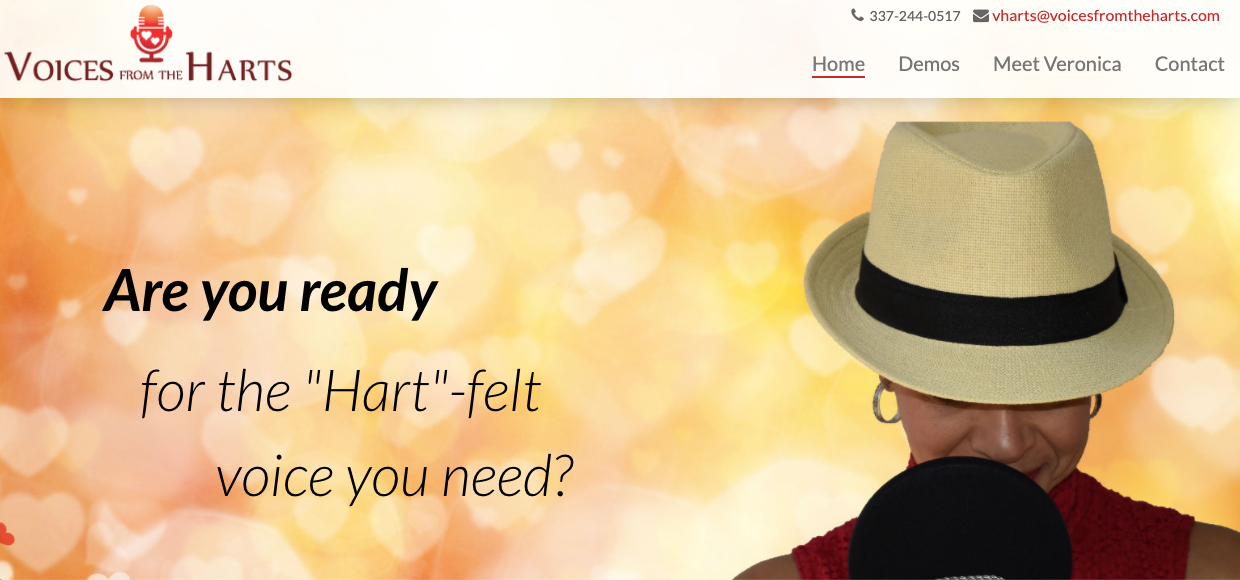 VOICES FROM THE HARTS
337-244-0517 vharts@voicesfromtheharts.com
Home Demos Meet Veronica Contact
Are you ready
for the "Hart"-felt
voice you need?